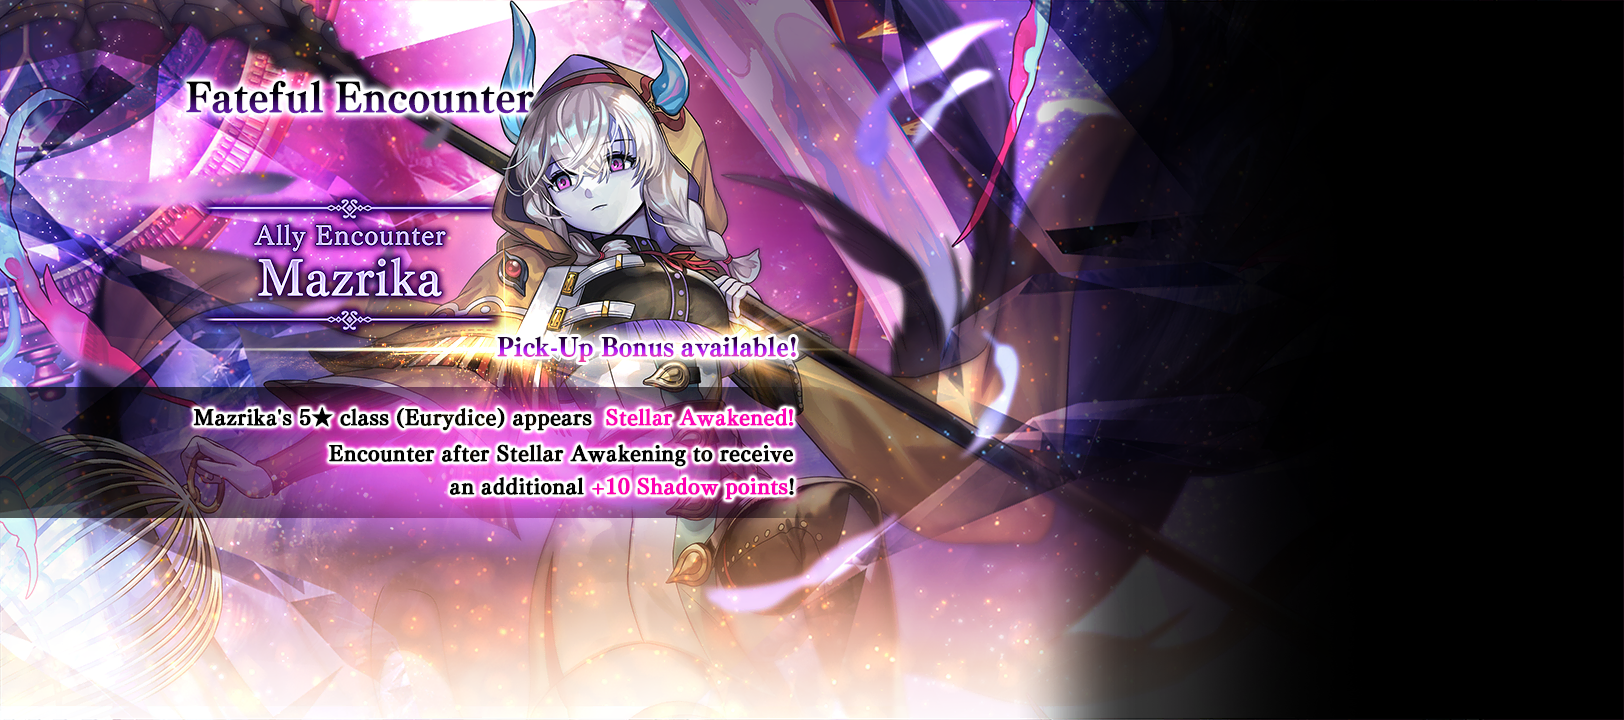 Fateful Encounter
Ally Encounter
Mazrika
Pick-Up Bonus available!
Mazrika's 5★ class (Eurydice) appears Stellar Awakened!
Encounter after Stellar Awakening to receive
an additional +10 Shadow points!